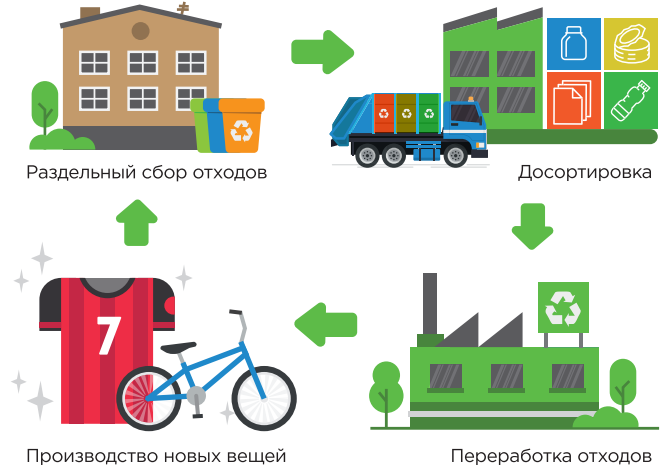 Раздельный сбор отходов
Досортировка
7
Производство новых вещей
Переработка отходов